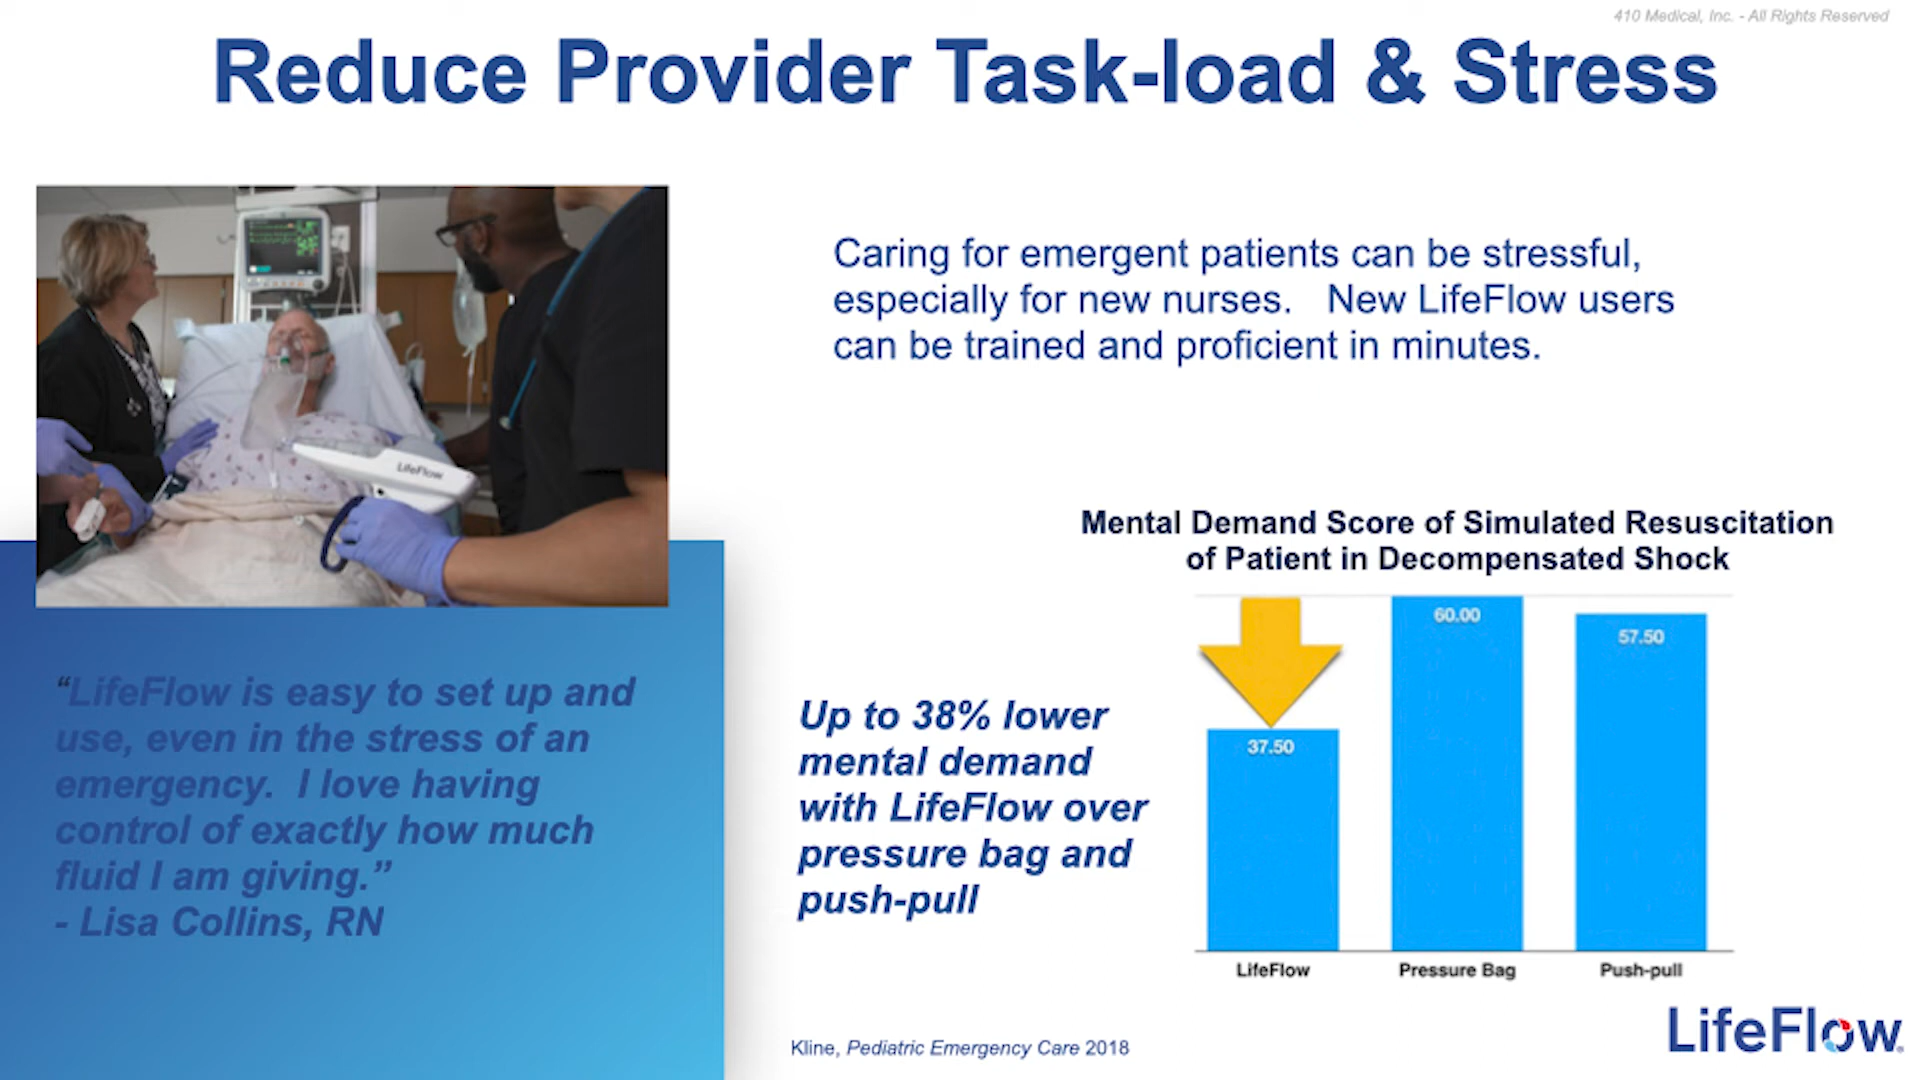 410 Medical, Inc. - All Rights Reserved
Reduce Provider Task-load & Stress
Caring for emergent patients can be stressful,
especially for new nurses.   New LifeFlow users
can be trained and proficient in minutes.
LifeFlow
“LifeFlow is easy to set up and
use, even in the stress of an
emergency.  I love having
control of exactly how much
fluid I am giving.”
- Lisa Collins, RN
Up to 38% lower
mental demand
with LifeFlow over
pressure bag and
push-pull
Mental Demand Score of Simulated Resuscitation
of Patient in Decompensated Shock
37.50
60.00
57.50
LifeFlow
Pressure Bag
Push-pull
Kline, Pediatric Emergency Care 2018
LifeFlow®